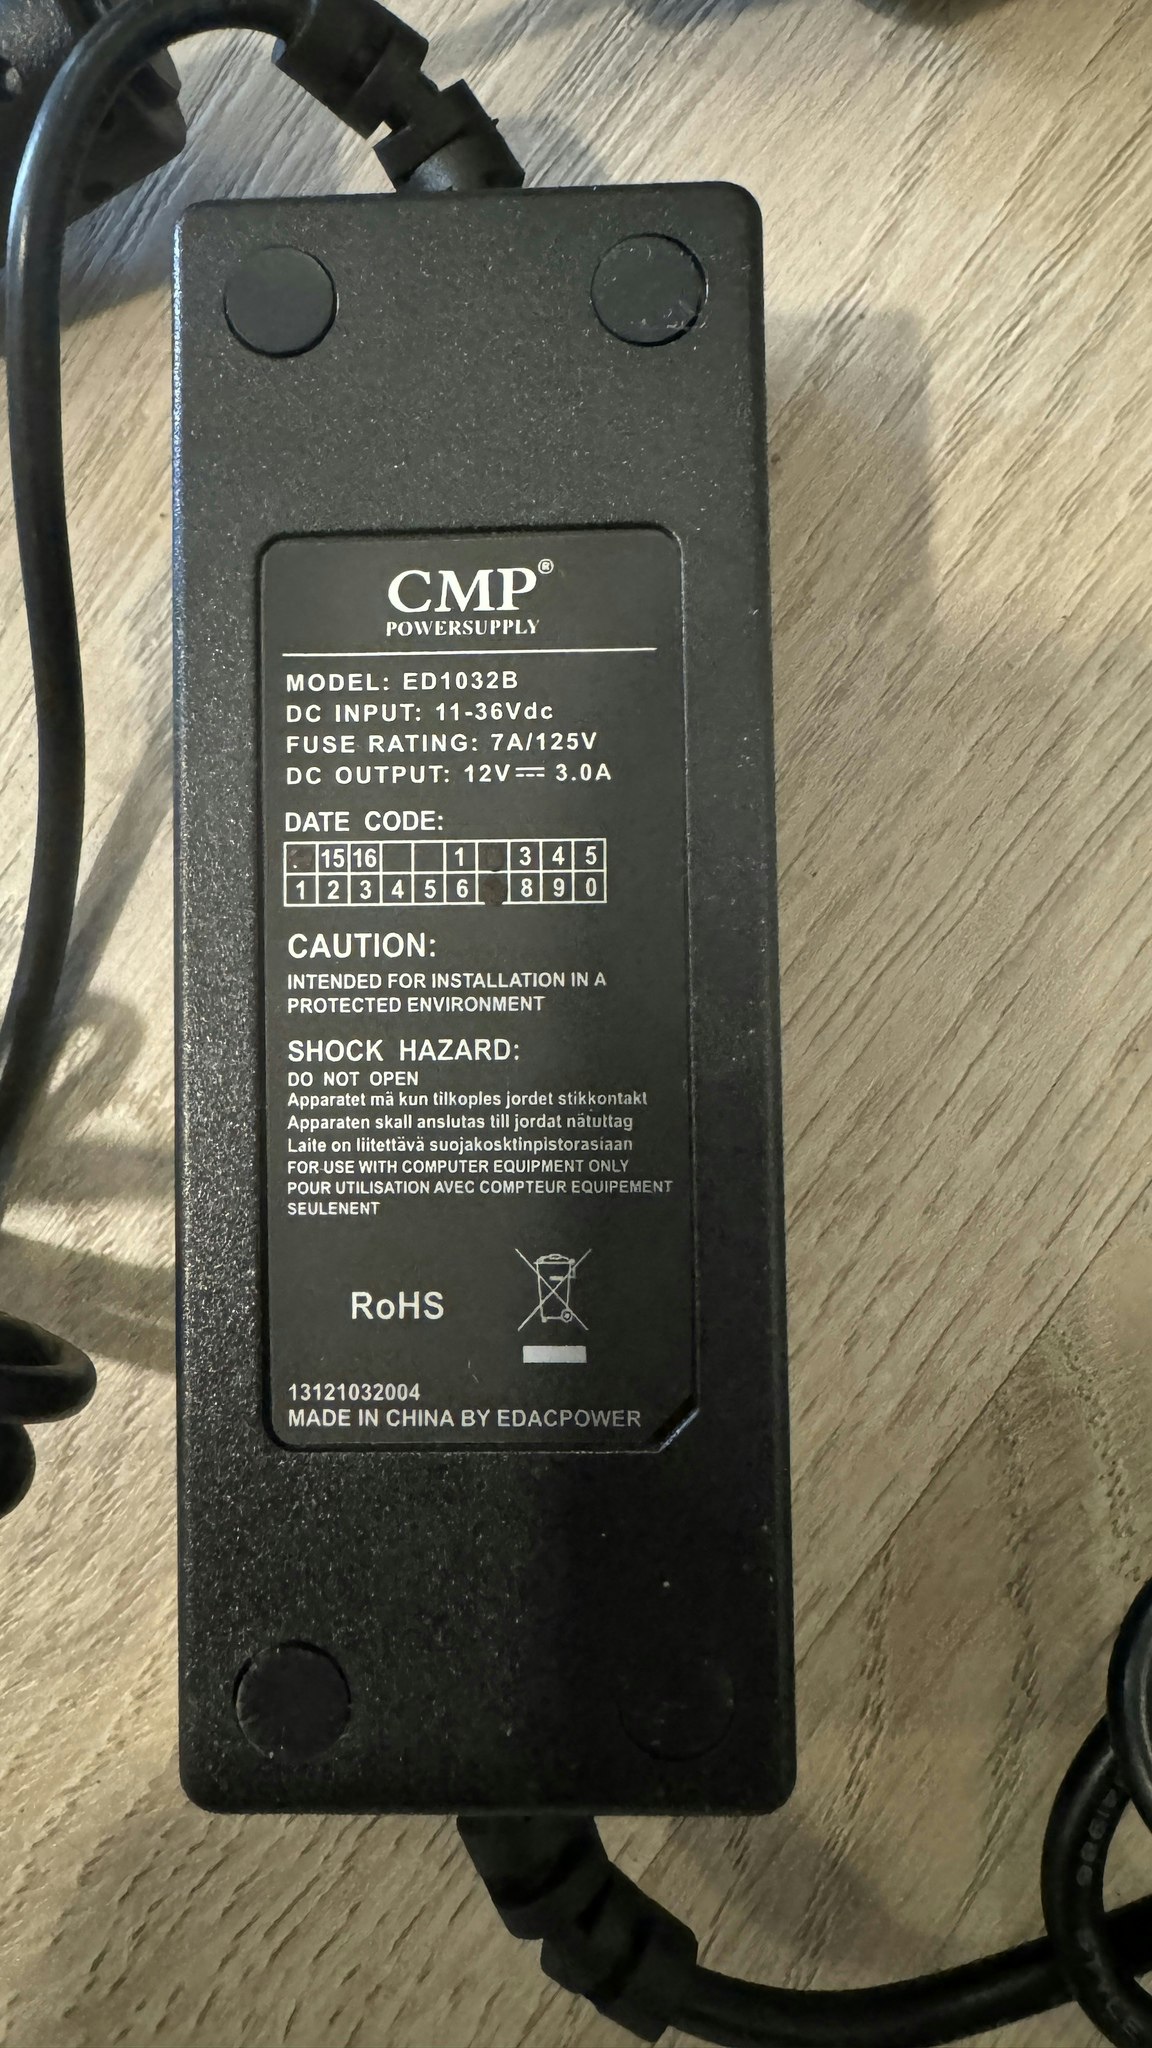 CMP®
POWERSUPPLY
MODEL: ED1032B
DC INPUT: 11-36Vdc
FUSE RATING: 7A/125V
DC OUTPUT: 12V⎓3.0A
DATE CODE:
15 16 1 3 4 5
1 2 3 4 5 6 8 9 0
CAUTION:
INTENDED FOR INSTALLATION IN A
PROTECTED ENVIRONMENT
SHOCK HAZARD:
DO NOT OPEN
Apparatet mä kun tilkoples jordet stikkontakt
Apparaten skall anslutas till jordat nätuttag
Laite on liitettävä suojakosktinpistorasiaan
FOR USE WITH COMPUTER EQUIPMENT ONLY
POUR UTILISATION AVEC COMPTEUR EQUIPEMENT
SEULENENT
RoHS
13121032004
MADE IN CHINA BY EDACPOWER